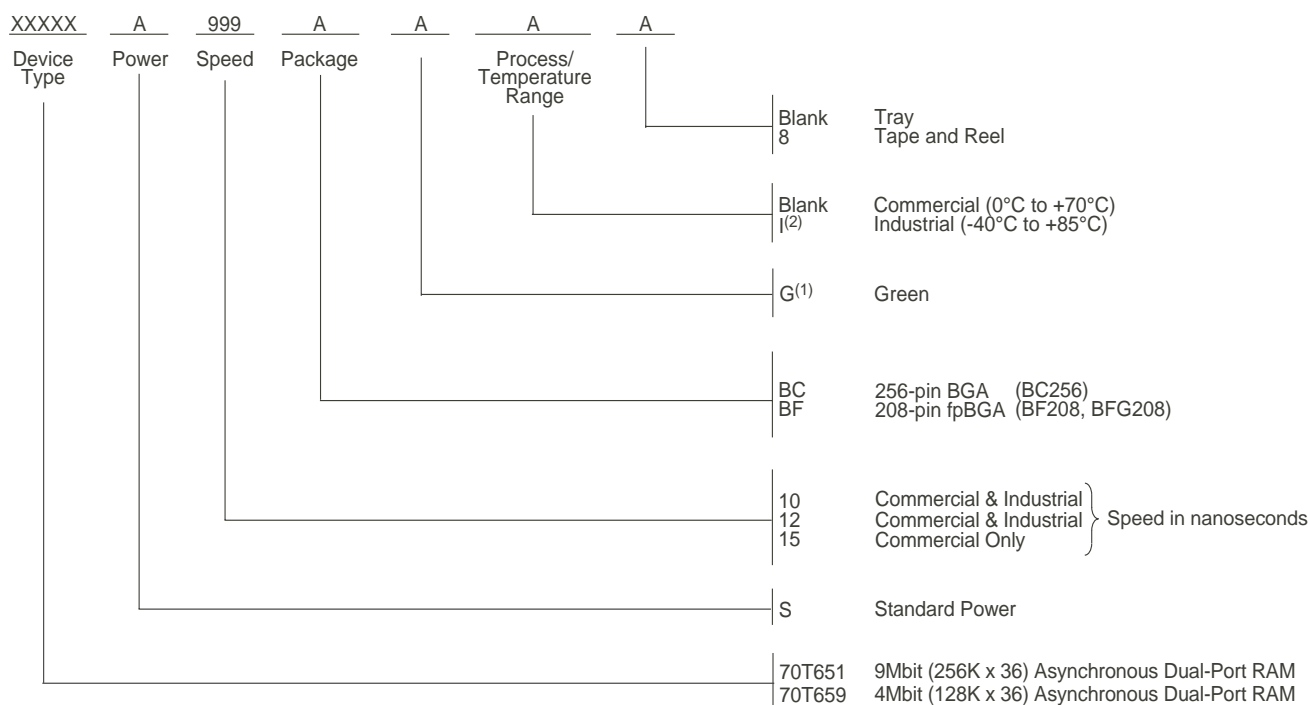 XXXXX A 999 A A A A
Device Type
Power
Speed
Package
Process/
Temperature
Range
Blank Tray
8 Tape and Reel
Blank Commercial (0°C to +70°C)
I(2) Industrial (-40°C to +85°C)
G(1) Green
BC 256-pin BGA (BC256)
BF 208-pin fpBGA (BF208, BFG208)
10 Commercial & Industrial
12 Commercial & Industrial
15 Commercial Only
Speed in nanoseconds
S Standard Power
70T651 9Mbit (256K x 36) Asynchronous Dual-Port RAM
70T659 4Mbit (128K x 36) Asynchronous Dual-Port RAM